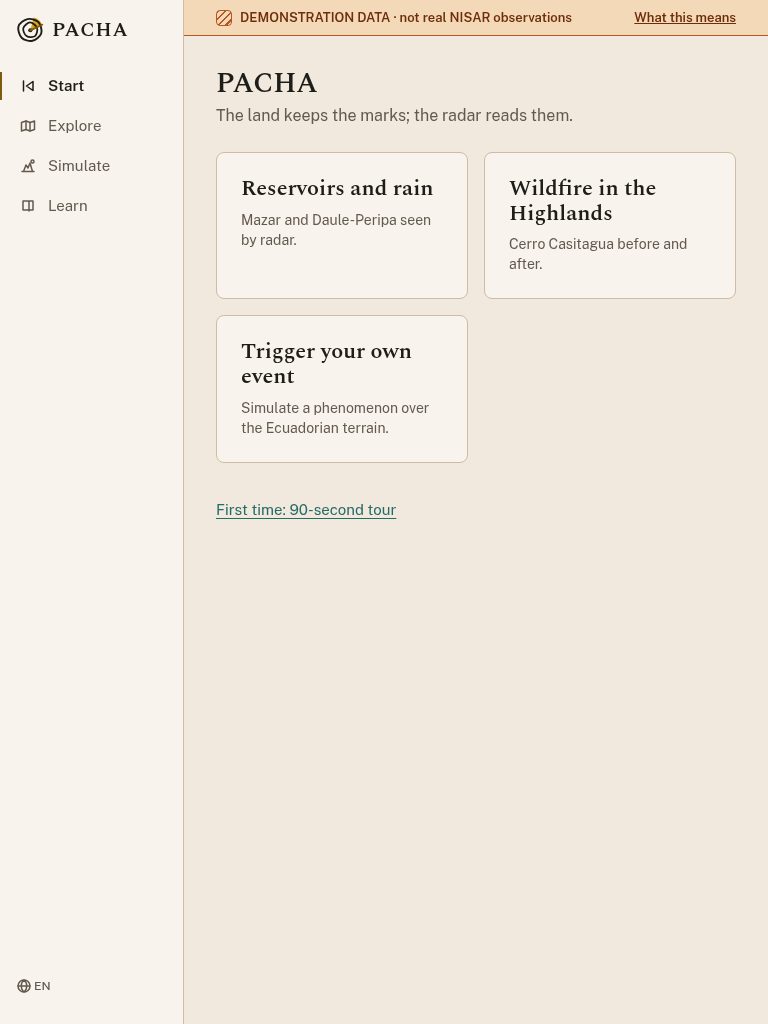 PACHA
Start
Explore
Simulate
Learn
EN
DEMONSTRATION DATA · not real NISAR observations
What this means
PACHA
The land keeps the marks; the radar reads them.
Reservoirs and rain
Mazar and Daule-Peripa seen
by radar.
Wildfire in the
Highlands
Cerro Casitagua before and
after.
Trigger your own
event
Simulate a phenomenon over
the Ecuadorian terrain.
First time: 90-second tour